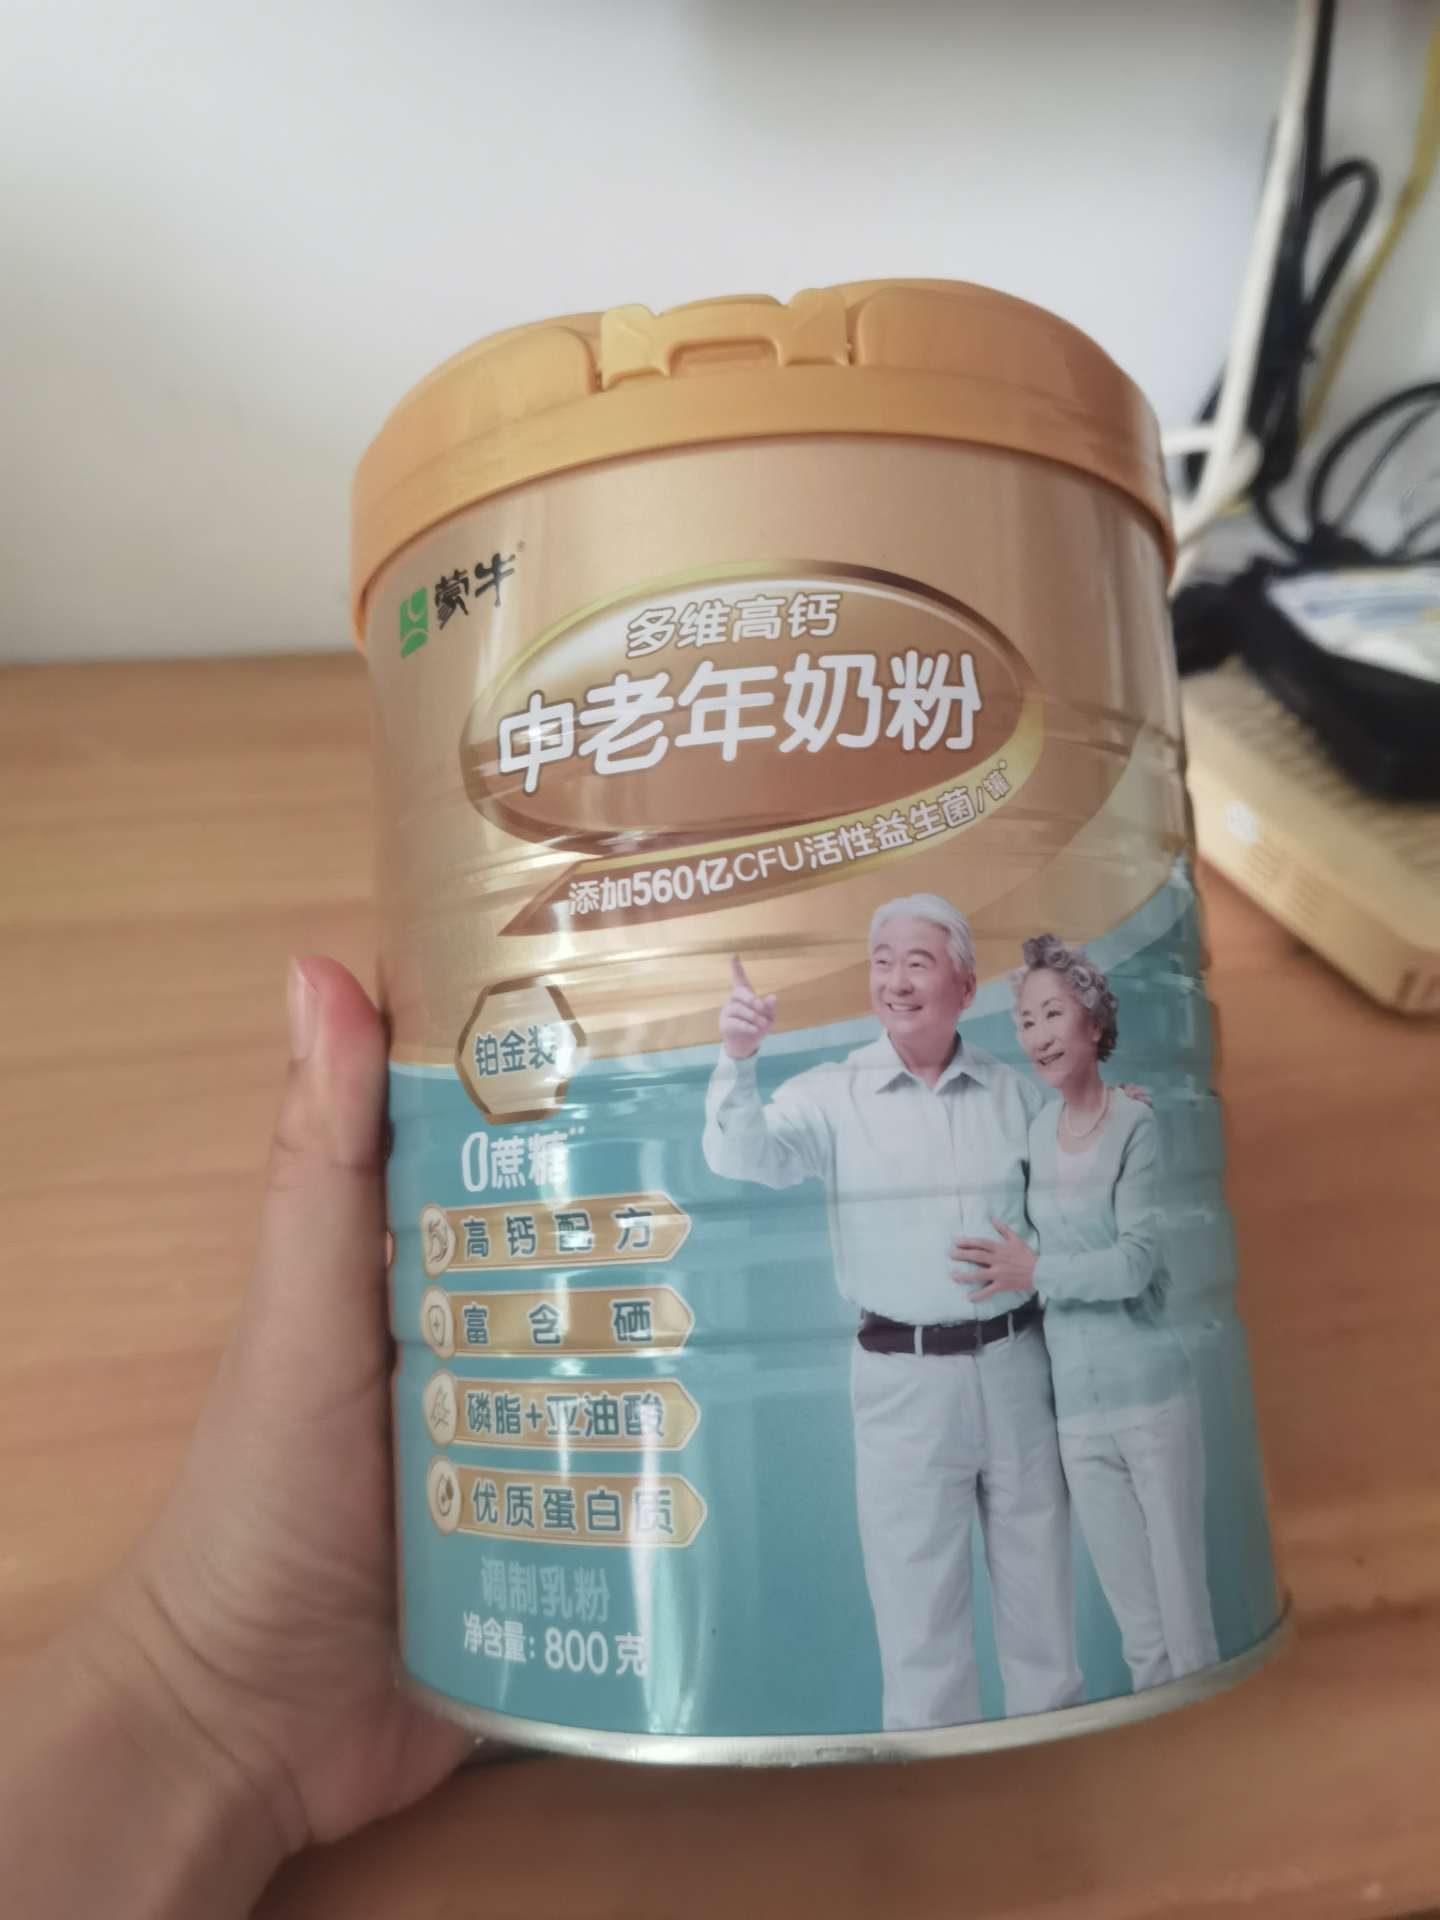 蒙牛®
多维高钙
中老年奶粉
添加560亿CFU活性益生菌/罐*
铂金装
0蔗糖**
高钙配方
富含硒
磷脂+亚油酸
优质蛋白质
调制乳粉
净含量:800克